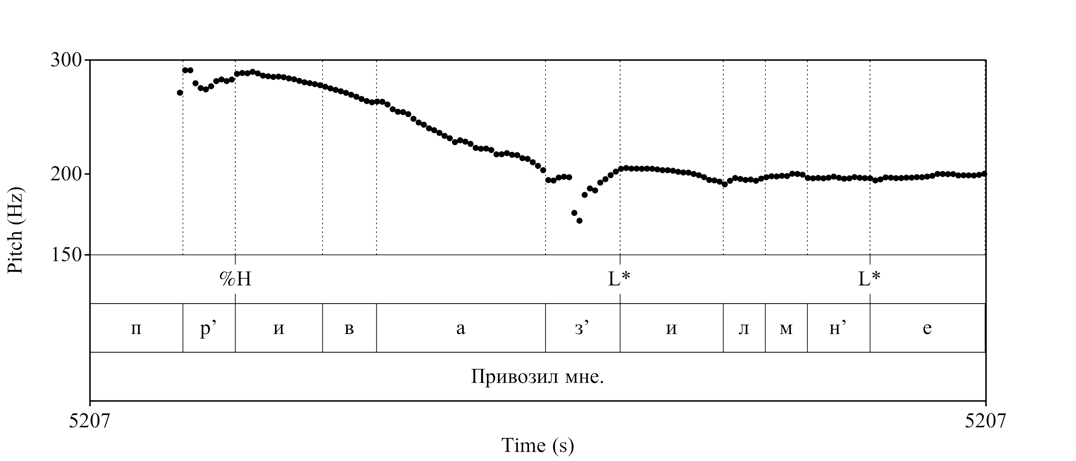 300
200
150
Pitch (Hz)
%H L* L*
п р’ и в а з’ и л м н’ е
Привозил мне.
5207 5207
Time (s)